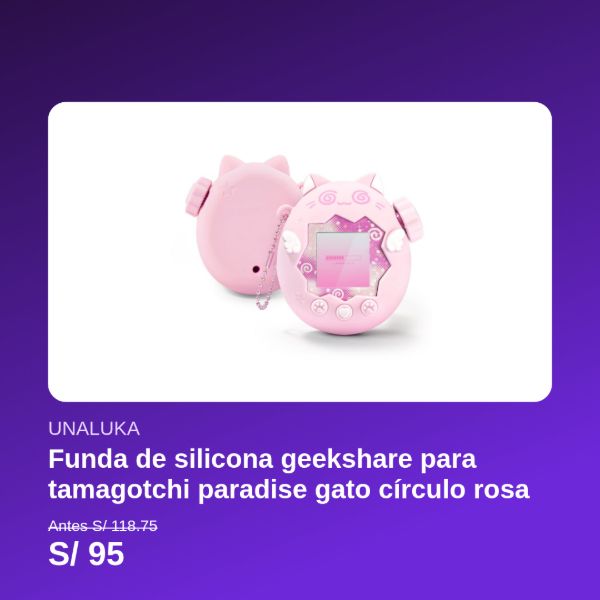 UNALUKA
Funda de silicona geekshare para
tamagotchi paradise gato círculo rosa
Antes S/ 118.75
S/ 95